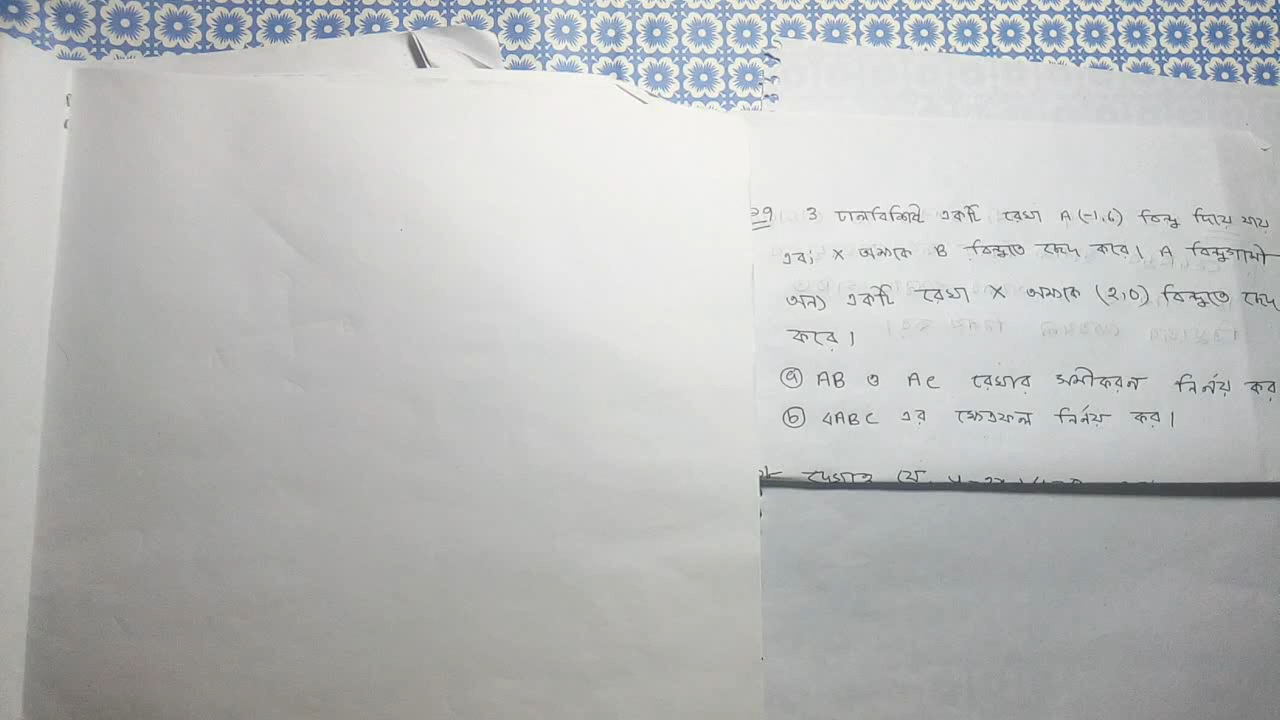 ২৭ 3 ঢালবিশিষ্ট একটি রেখা A(-1,6) বিন্দু দিয়ে যায়
এবং X অক্ষকে B বিন্দুতে ছেদ করে। A বিন্দুগামী
অন্য একটি রেখা X অক্ষকে (2,0) বিন্দুতে ছেদ
করে।
ⓐ AB ও AC রেখার সমীকরণ নির্ণয় কর
ⓑ △ABC এর ক্ষেত্রফল নির্ণয় কর।
দেখাও যে,